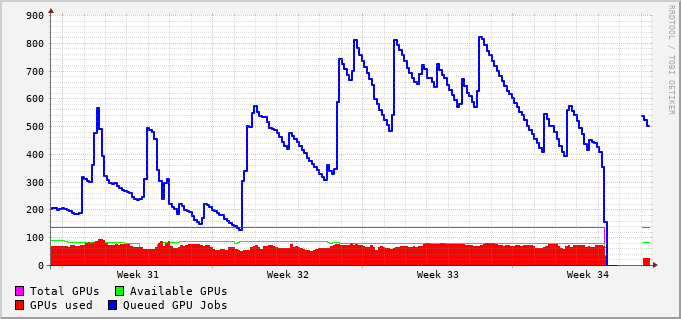 900
800
700
600
500
400
300
200
100
0
Week 31 Week 32 Week 33 Week 34
Total GPUs Available GPUs
GPUs used Queued GPU Jobs
RRDTOOL / TOBI OETIKER